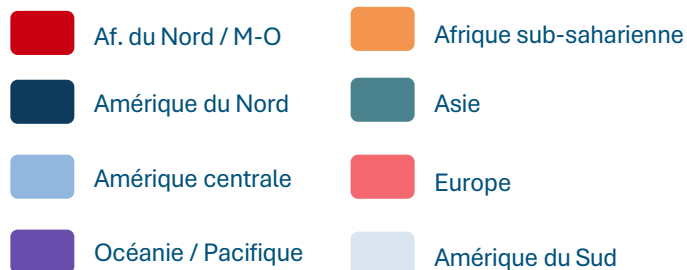 Af. du Nord / M-O
Afrique sub-saharienne
Amérique du Nord
Asie
Amérique centrale
Europe
Océanie / Pacifique
Amérique du Sud